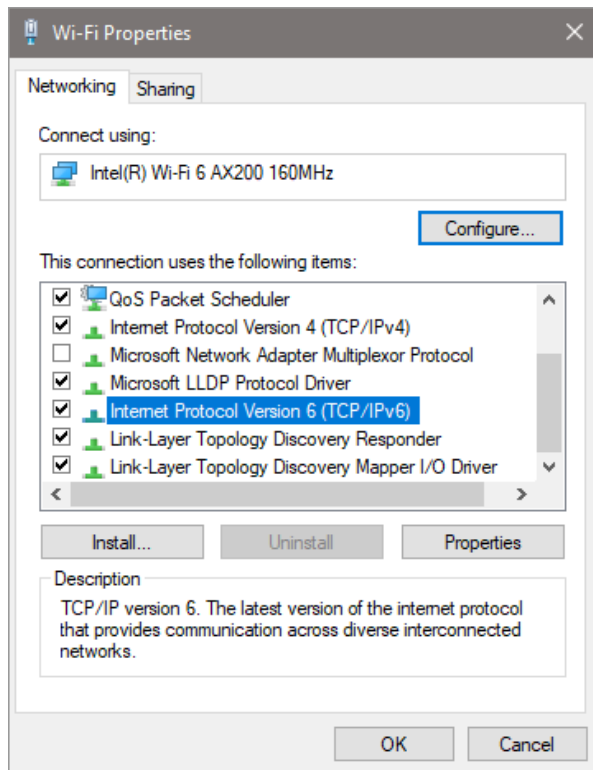 Wi-Fi Properties
Networking
Sharing
Connect using:
Intel(R) Wi-Fi 6 AX200 160MHz
Configure...
This connection uses the following items:
QoS Packet Scheduler
Internet Protocol Version 4 (TCP/IPv4)
Microsoft Network Adapter Multiplexor Protocol
Microsoft LLDP Protocol Driver
Internet Protocol Version 6 (TCP/IPv6)
Link-Layer Topology Discovery Responder
Link-Layer Topology Discovery Mapper I/O Driver
Install...
Uninstall
Properties
Description
TCP/IP version 6. The latest version of the internet protocol
that provides communication across diverse interconnected
networks.
OK
Cancel